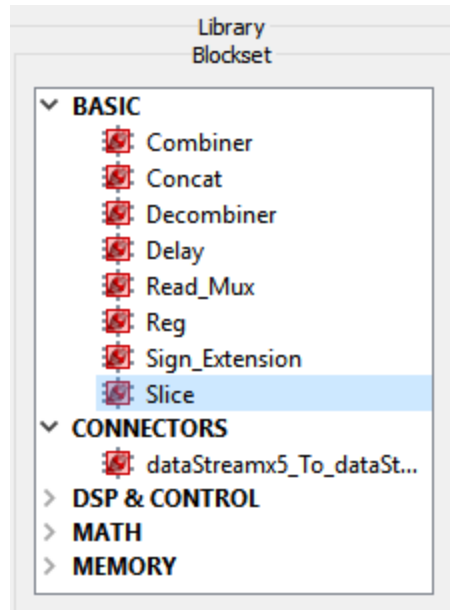 Library
Blockset
BASIC
Combiner
Concat
Decombiner
Delay
Read_Mux
Reg
Sign_Extension
Slice
CONNECTORS
dataStreamx5_To_dataSt...
DSP & CONTROL
MATH
MEMORY